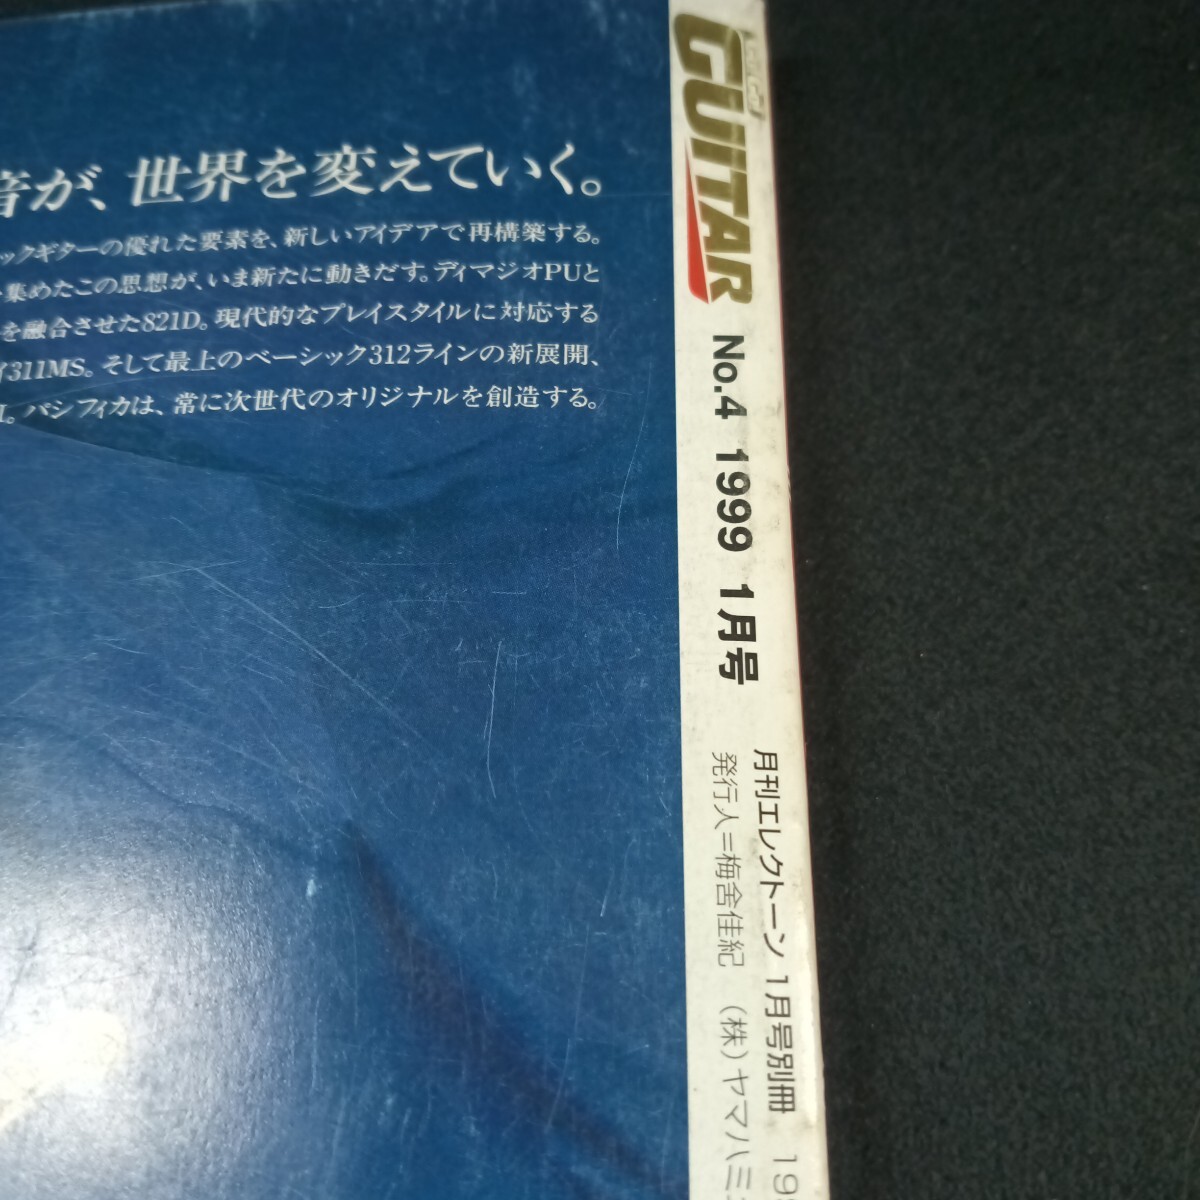 音が、世界を変えていく。
ックギターの優れた要素を、新しいアイデアで再構築する。
集めたこの思想が、いま新たに動きだす。ディマジオPUと
を融合させた821D。現代的なプレイスタイルに対応する
311MS。そして最上のベーシック312ラインの新展開、
パシフィカは、常に次世代のオリジナルを創造する。
GUITAR
No.4 1999 1月号
月刊エレクトーン 1月号別冊 19
発行人=梅舎佳紀 (株)ヤマハミ